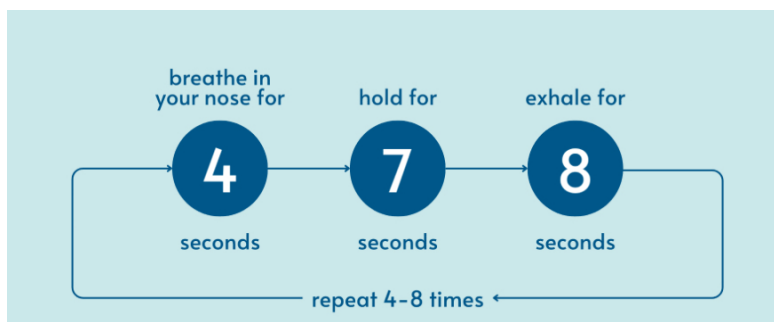 breathe in
your nose for
hold for
exhale for
4
7
8
seconds
seconds
seconds
repeat 4-8 times